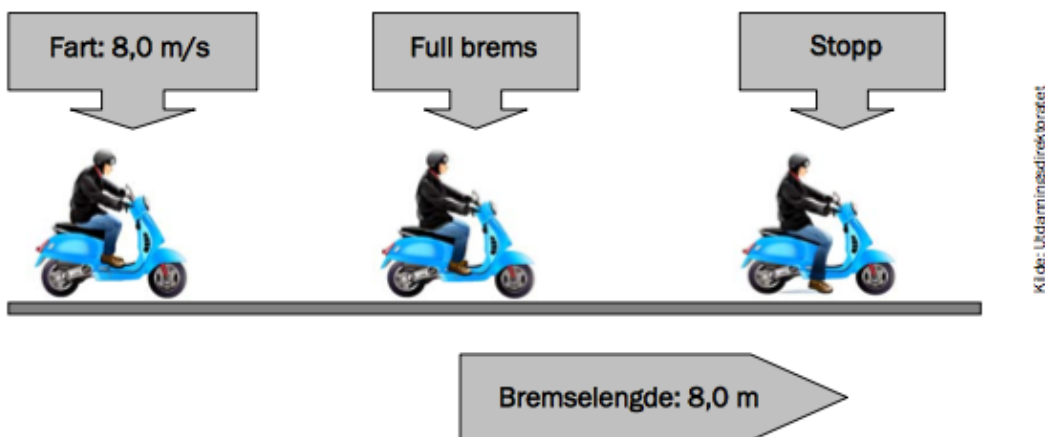 Fart: 8,0 m/s
Full brems
Stopp
Bremselengde: 8,0 m
Kilde: Utdanningsdirektoratet